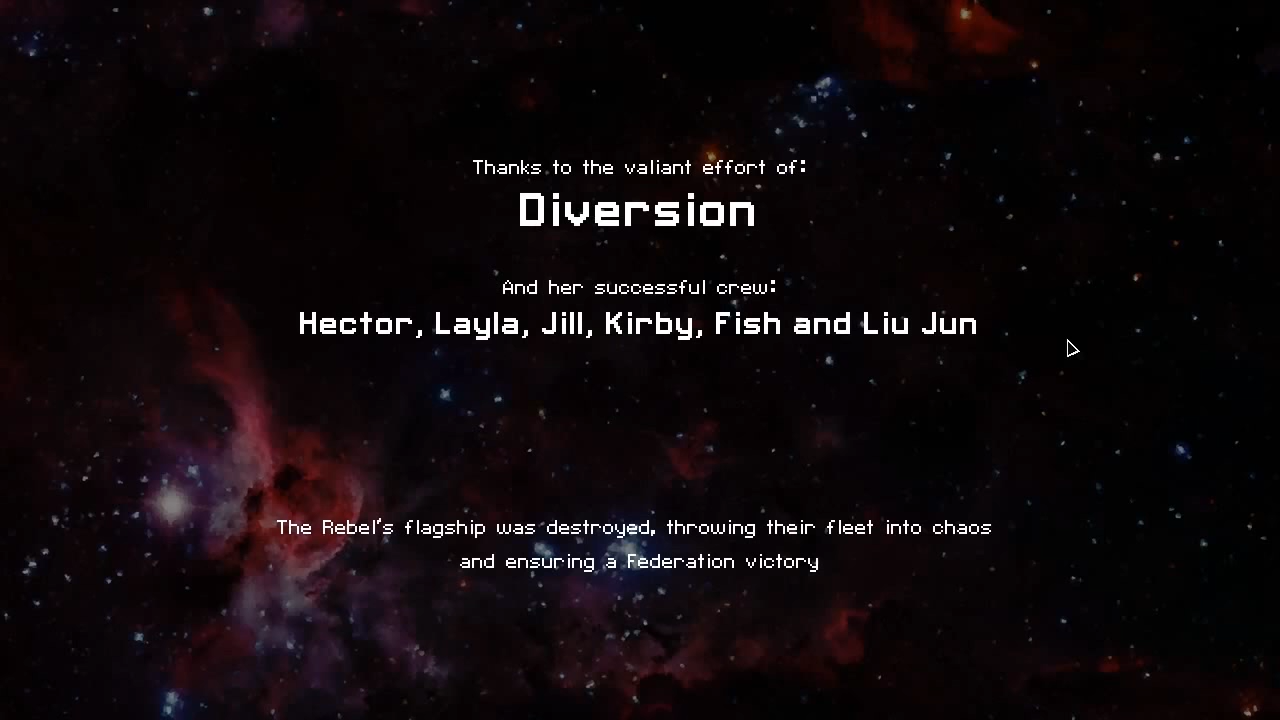 Thanks to the valiant effort of:
Diversion
And her successful crew:
Hector, Layla, Jill, Kirby, Fish and Liu Jun
The Rebel's flagship was destroyed, throwing their fleet into chaos
and ensuring a Federation victory